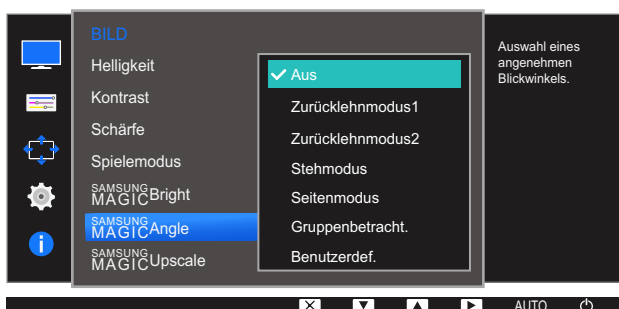 BILD
Helligkeit
Kontrast
Schärfe
Spielemodus
SAMSUNG
MAGICBright
SAMSUNG
MAGICAngle
SAMSUNG
MAGICUpscale
Aus
Zurücklehnmodus1
Zurücklehnmodus2
Stehmodus
Seitenmodus
Gruppenbetracht.
Benutzerdef.
Auswahl eines
angenehmen
Blickwinkels.
AUTO